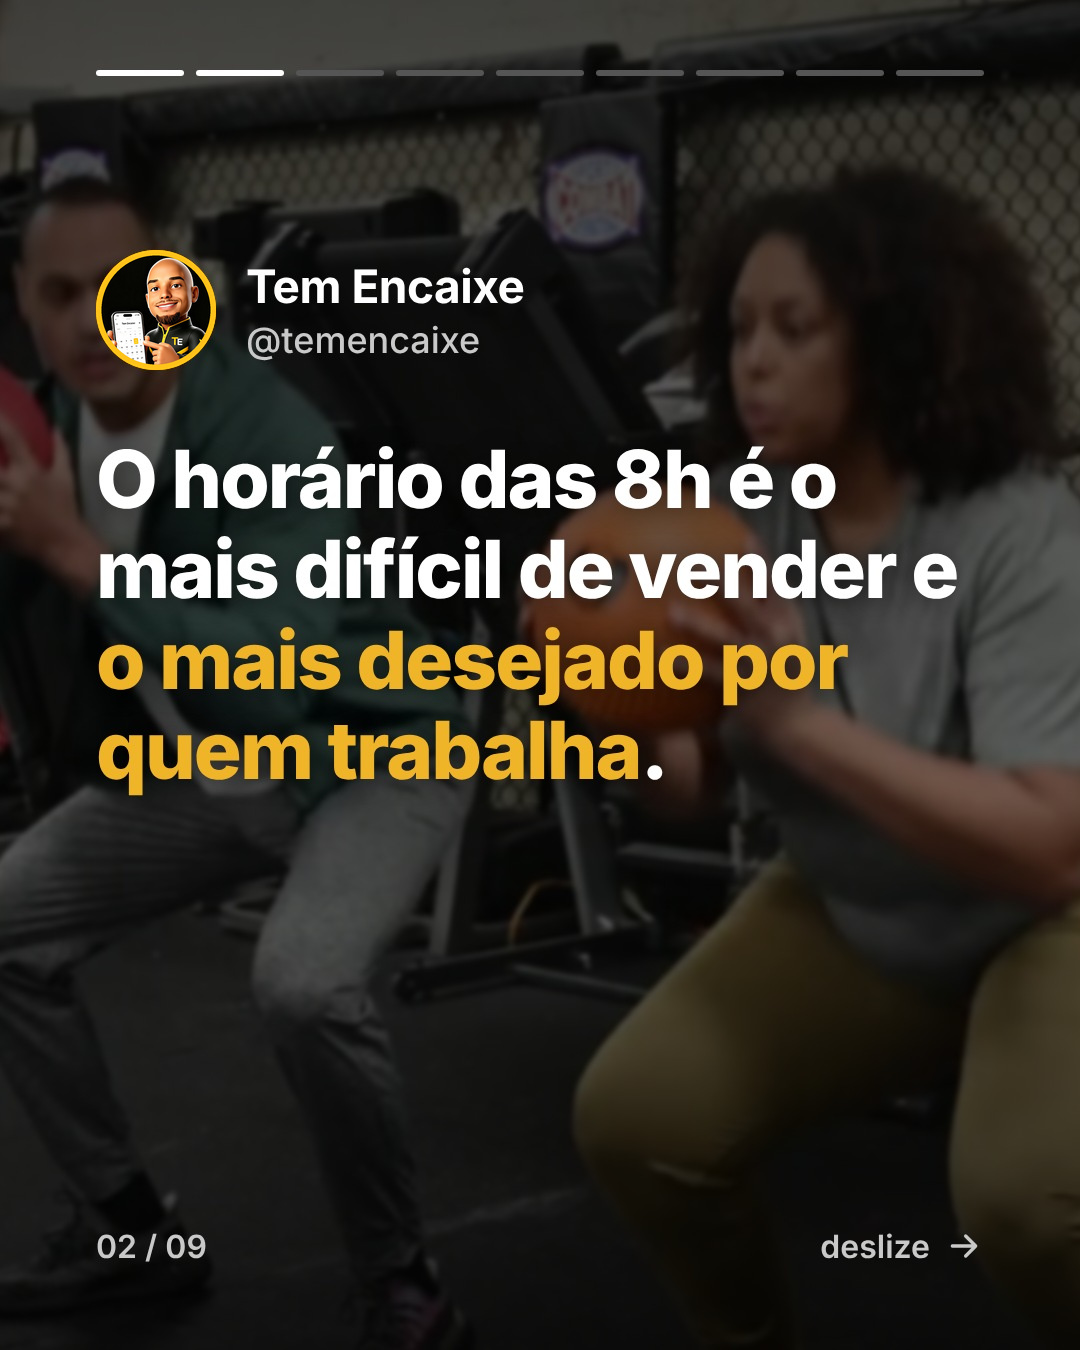 Tem Encaixe
@temencaixe
O horário das 8h é o
mais difícil de vender e
o mais desejado por
quem trabalha.
02 / 09
deslize →